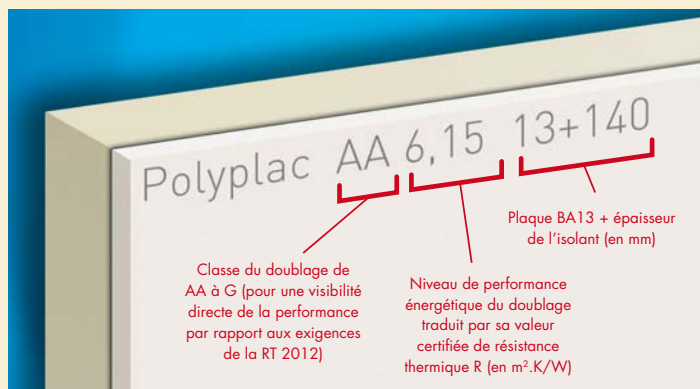 Polyplac AA 6,15 13+140
Plaque BA13 + épaisseur
de l'isolant (en mm)
Classe du doublage de
AA à G (pour une visibilité
directe de la performance
par rapport aux exigences
de la RT 2012)
Niveau de performance
énergétique du doublage
traduit par sa valeur
certifiée de résistance
thermique R (en m².K/W)